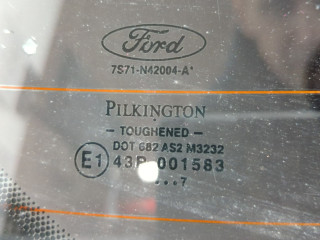 Ford
7S71-N42004-A*
PILKINGTON
- TOUGHENED -
DOT 682 AS2 M3232
E1 43R-001583
...7